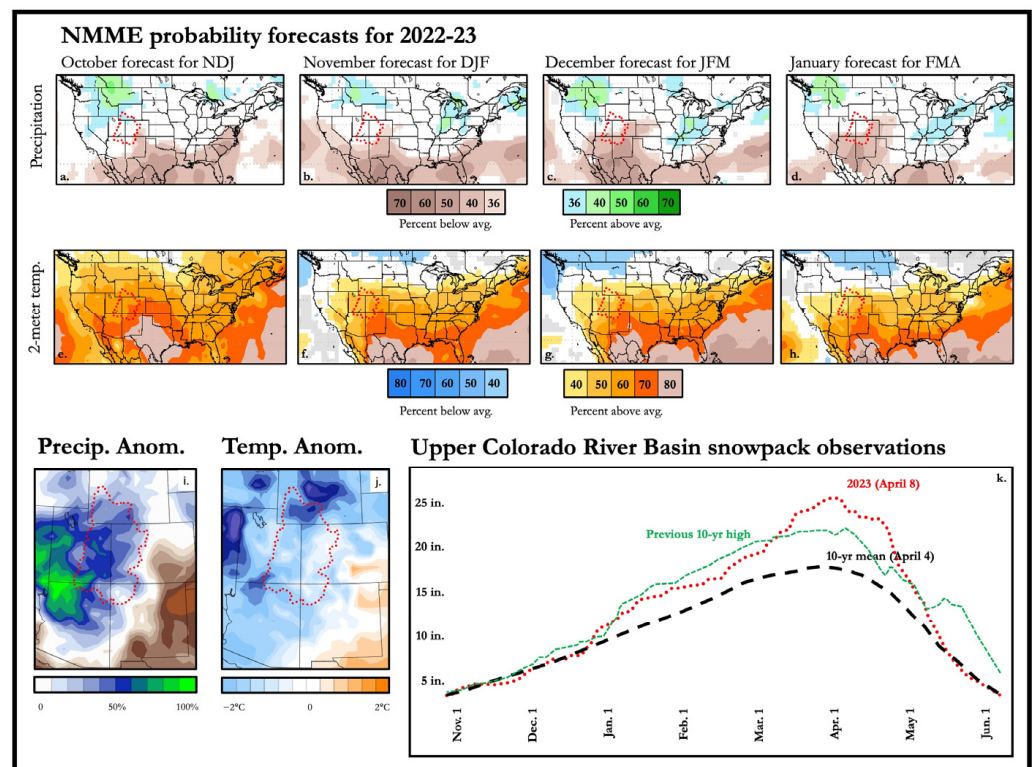 NMME probability forecasts for 2022-23
October forecast for NDJ
November forecast for DJF
December forecast for JFM
January forecast for FMA
Precipitation
a.
b.
c.
d.
70 60 50 40 36
Percent below avg.
36 40 50 60 70
Percent above avg.
2-meter temp.
e.
f.
g.
h.
80 70 60 50 40
Percent below avg.
40 50 60 70 80
Percent above avg.
Precip. Anom.
Temp. Anom.
Upper Colorado River Basin snowpack observations
i.
j.
k.
2023 (April 8)
Previous 10-yr high
10-yr mean (April 4)
25 in.
20 in.
15 in.
10 in.
5 in.
0 50% 100%
−2°C 0 2°C
Nov. 1
Dec. 1
Jan. 1
Feb. 1
Mar. 1
Apr. 1
May 1
Jun. 1